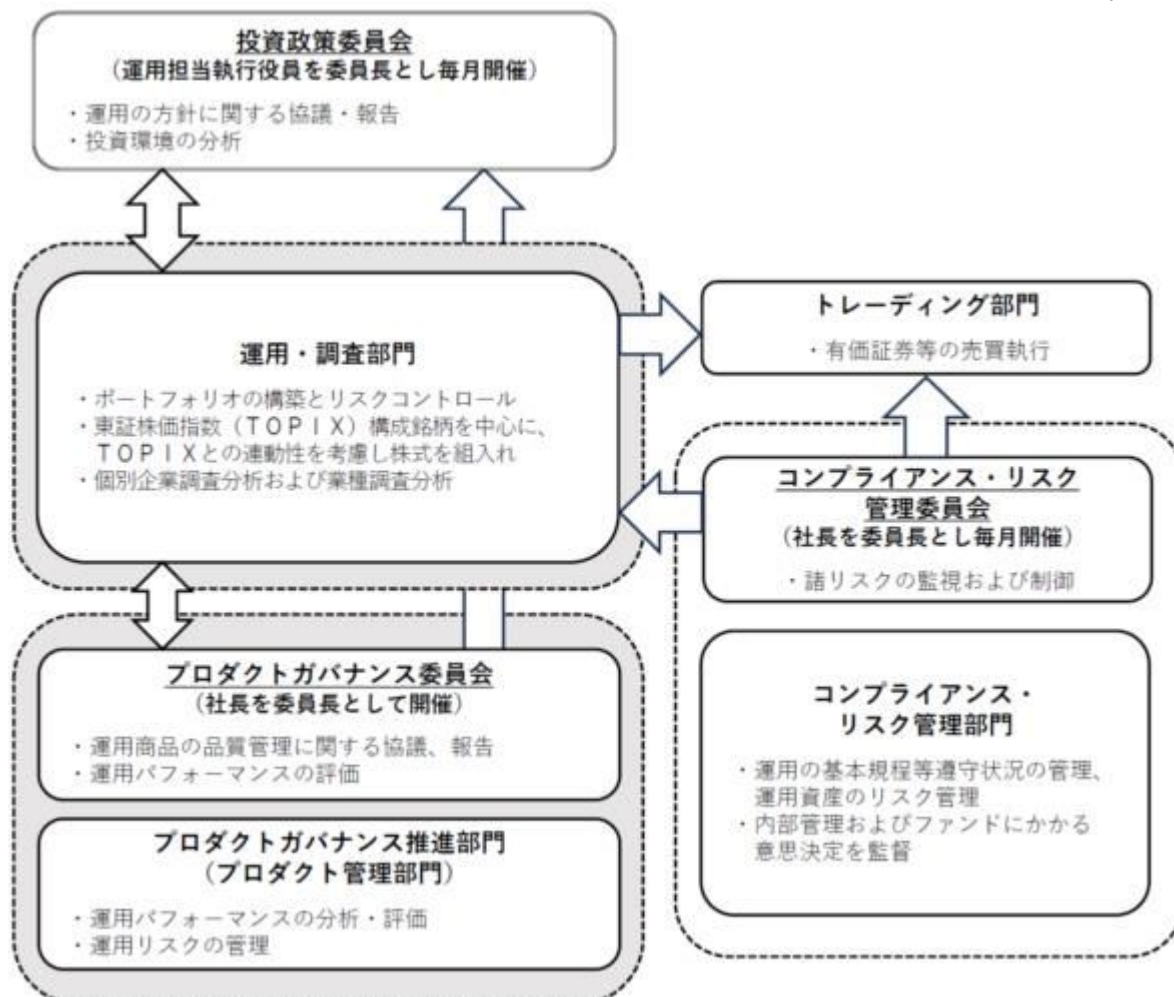 投資政策委員会
(運用担当執行役員を委員長とし毎月開催)
・運用の方針に関する協議・報告
・投資環境の分析
運用・調査部門
・ポートフォリオの構築とリスクコントロール
・東証株価指数(TOPIX)構成銘柄を中心に、
TOPIXとの連動性を考慮し株式を組入れ
・個別企業調査分析および業種調査分析
トレーディング部門
・有価証券等の売買執行
コンプライアンス・リスク
管理委員会
(社長を委員長とし毎月開催)
・諸リスクの監視および制御
コンプライアンス・
リスク管理部門
・運用の基本規程等遵守状況の管理、
運用資産のリスク管理
・内部管理およびファンドにかかる
意思決定を監督
プロダクトガバナンス委員会
(社長を委員長として開催)
・運用商品の品質管理に関する協議、報告
・運用パフォーマンスの評価
プロダクトガバナンス推進部門
(プロダクト管理部門)
・運用パフォーマンスの分析・評価
・運用リスクの管理